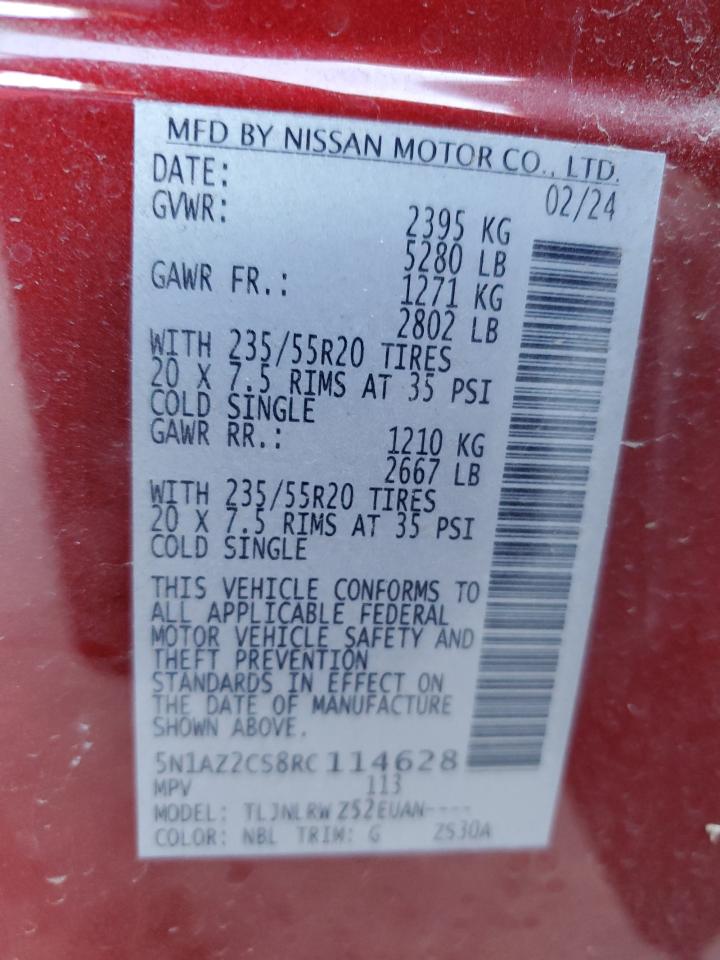 MFD BY NISSAN MOTOR CO., LTD.
DATE: 02/24
GVWR: 2395 KG
5280 LB
GAWR FR.: 1271 KG
2802 LB
WITH 235/55R20 TIRES
20 X 7.5 RIMS AT 35 PSI
COLD SINGLE
GAWR RR.: 1210 KG
2667 LB
WITH 235/55R20 TIRES
20 X 7.5 RIMS AT 35 PSI
COLD SINGLE
THIS VEHICLE CONFORMS TO
ALL APPLICABLE FEDERAL
MOTOR VEHICLE SAFETY AND
THEFT PREVENTION
STANDARDS IN EFFECT ON
THE DATE OF MANUFACTURE
SHOWN ABOVE.
5N1AZ2CS8RC114628
MPV 113
MODEL: TLJNLRW Z52EUAN----
COLOR: NBL TRIM: G ZS30A